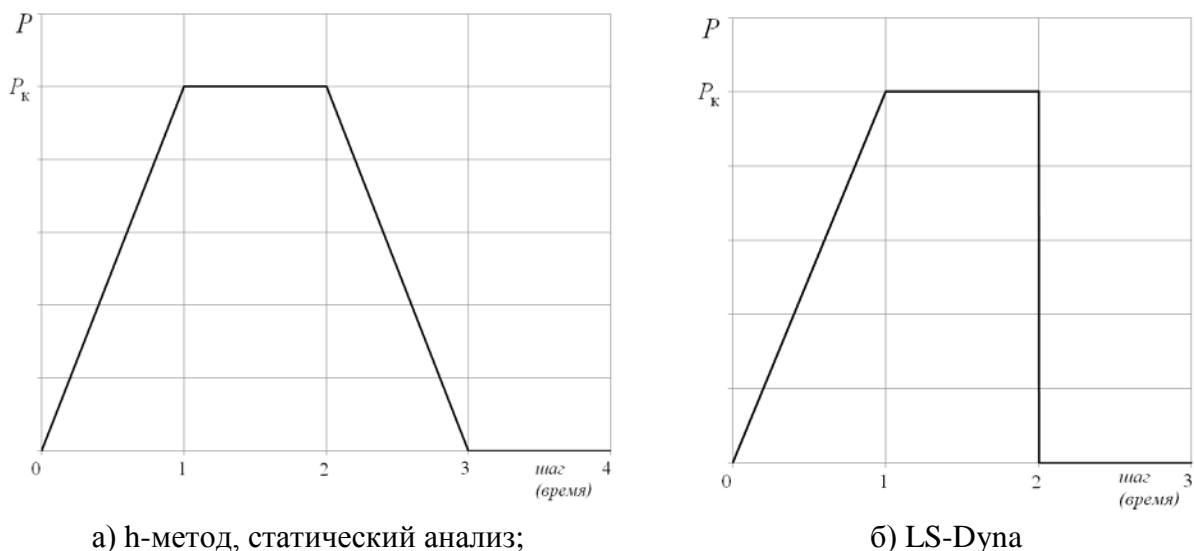 P
Pк
0 1 2 3 шаг 4
(время)
а) h-метод, статический анализ;
P
Pк
0 1 2 шаг 3
(время)
б) LS-Dyna